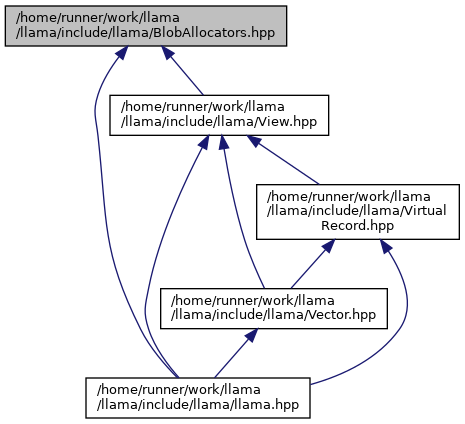 /home/runner/work/llama
/llama/include/llama/BlobAllocators.hpp
/home/runner/work/llama
/llama/include/llama/View.hpp
/home/runner/work/llama
/llama/include/llama/Virtual
Record.hpp
/home/runner/work/llama
/llama/include/llama/Vector.hpp
/home/runner/work/llama
/llama/include/llama/llama.hpp